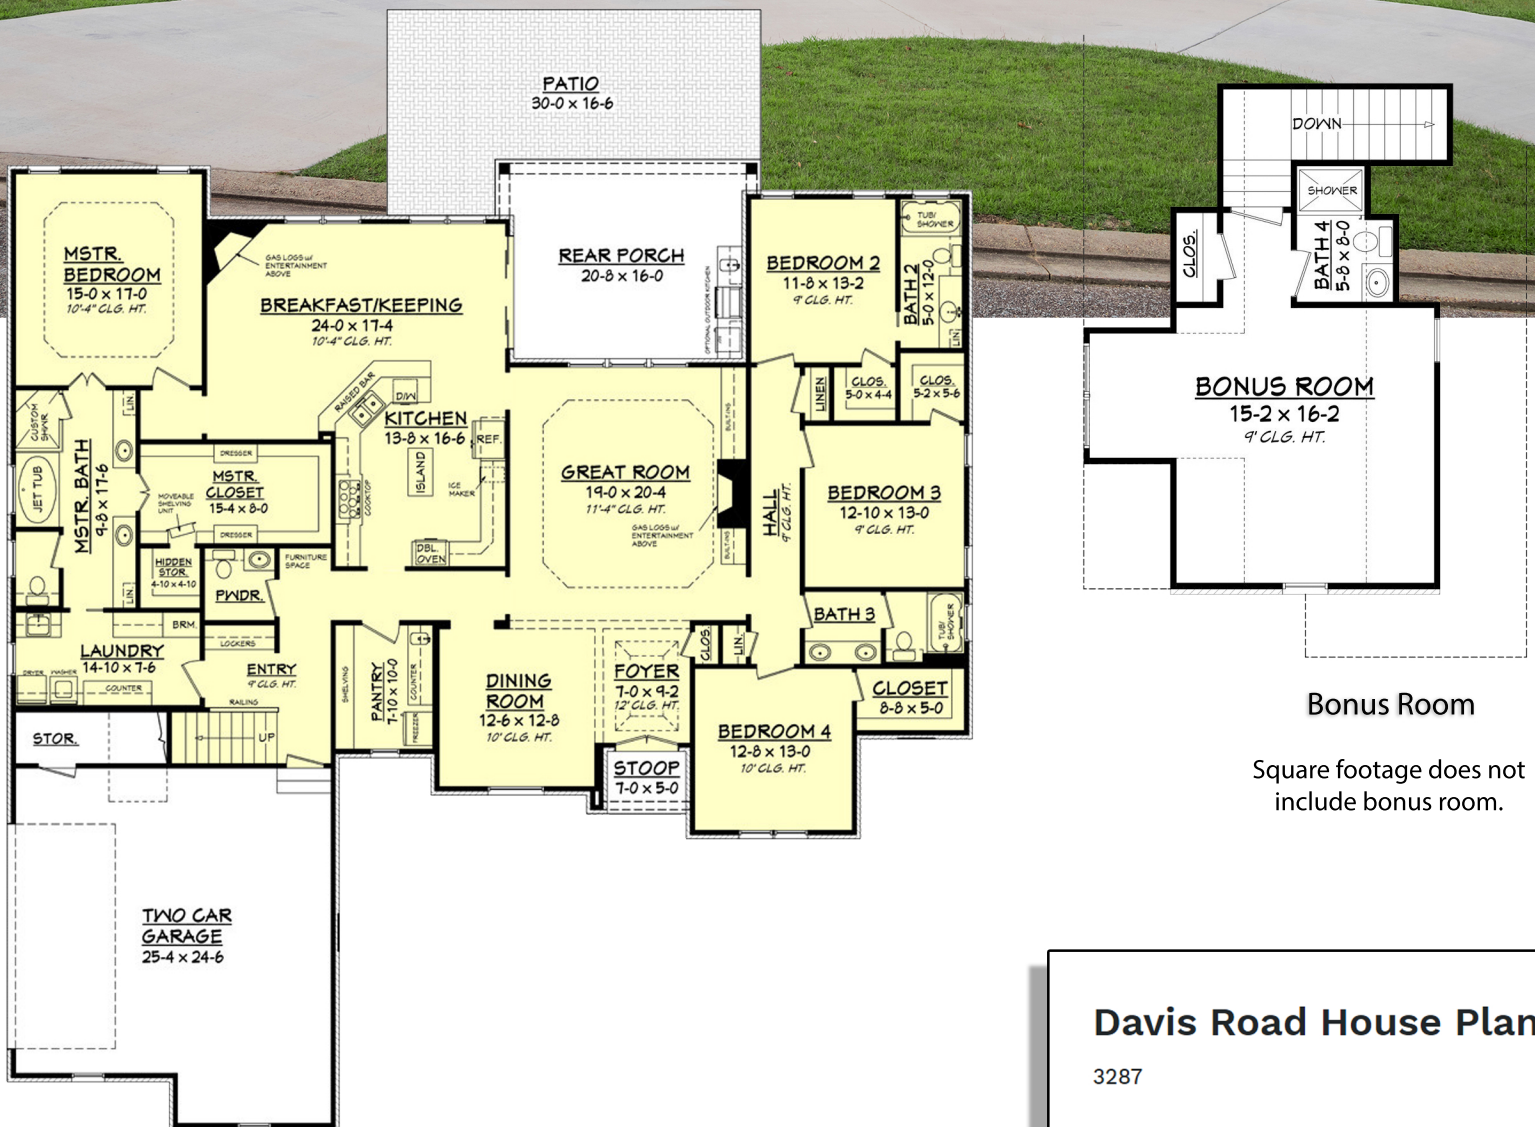 PATIO
30-0 x 16-6
REAR PORCH
20-8 x 16-0
OPTIONAL OUTDOOR KITCHEN
MSTR.
BEDROOM
15-0 x 17-0
10'-4" CLG. HT.
GAS LOGS w/
ENTERTAINMENT
ABOVE
BREAKFAST/KEEPING
24-0 x 17-4
10'-4" CLG. HT.
BEDROOM 2
11-8 x 13-2
9' CLG. HT.
TUB/
SHOWER
BATH 2
5-0 x 12-0
LIN.
RAISED BAR
D/W
KITCHEN
13-8 x 16-6
REF.
ISLAND
ICE
MAKER
COOKTOP
DBL.
OVEN
CUSTOM
SHWR
LIN.
JET TUB
MSTR. BATH
9-8 x 17-6
LIN.
DRESSER
MSTR.
CLOSET
15-4 x 8-0
MOVEABLE
SHELVING
UNIT
DRESSER
HIDDEN
STOR.
4-10 x 4-10
PWDR.
FURNITURE
SPACE
BUILT-INS
GREAT ROOM
19-0 x 20-4
11'-4" CLG. HT.
GAS LOGS w/
ENTERTAINMENT
ABOVE
BUILT-INS
HALL
9' CLG. HT.
LINEN
CLOS.
5-0 x 4-4
CLOS.
5-2 x 5-6
BEDROOM 3
12-10 x 13-0
9' CLG. HT.
BATH 3
TUB/
SHOWER
BRM.
LAUNDRY
14-10 x 7-6
DRYER
WASHER
COUNTER
LOCKERS
ENTRY
9' CLG. HT.
RAILING
UP
STOR.
SHELVING
PANTRY
7-10 x 10-0
COUNTER
FREEZER
DINING
ROOM
12-6 x 12-8
10' CLG. HT.
FOYER
7-0 x 9-2
12' CLG. HT.
CLOS.
LIN.
STOOP
7-0 x 5-0
BEDROOM 4
12-8 x 13-0
10' CLG. HT.
CLOSET
8-8 x 5-0
TWO CAR
GARAGE
25-4 x 24-6
DOWN
SHOWER
CLOS.
BATH 4
5-8 x 8-0
BONUS ROOM
15-2 x 16-2
9' CLG. HT.
Bonus Room
Square footage does not
include bonus room.
Davis Road House Plan
3287